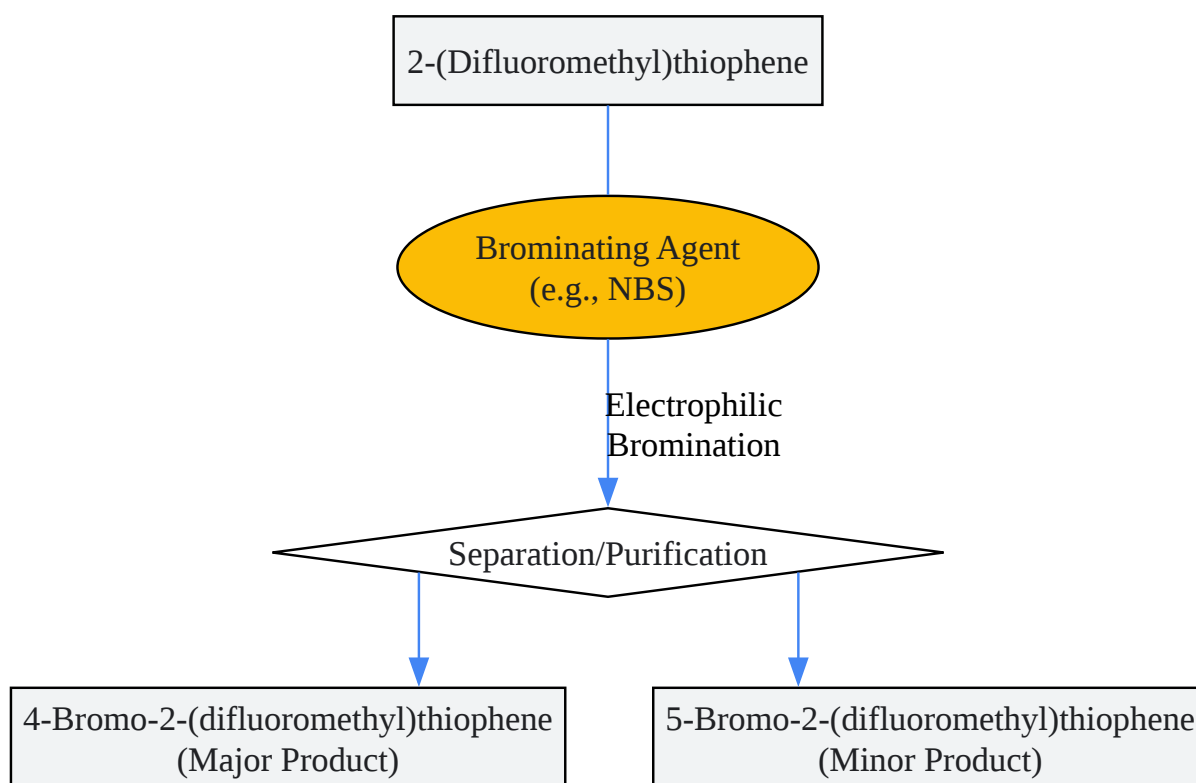 2-(Difluoromethyl)thiophene
Brominating Agent
(e.g., NBS)
Electrophilic
Bromination
Separation/Purification
4-Bromo-2-(difluoromethyl)thiophene
(Major Product)
5-Bromo-2-(difluoromethyl)thiophene
(Minor Product)